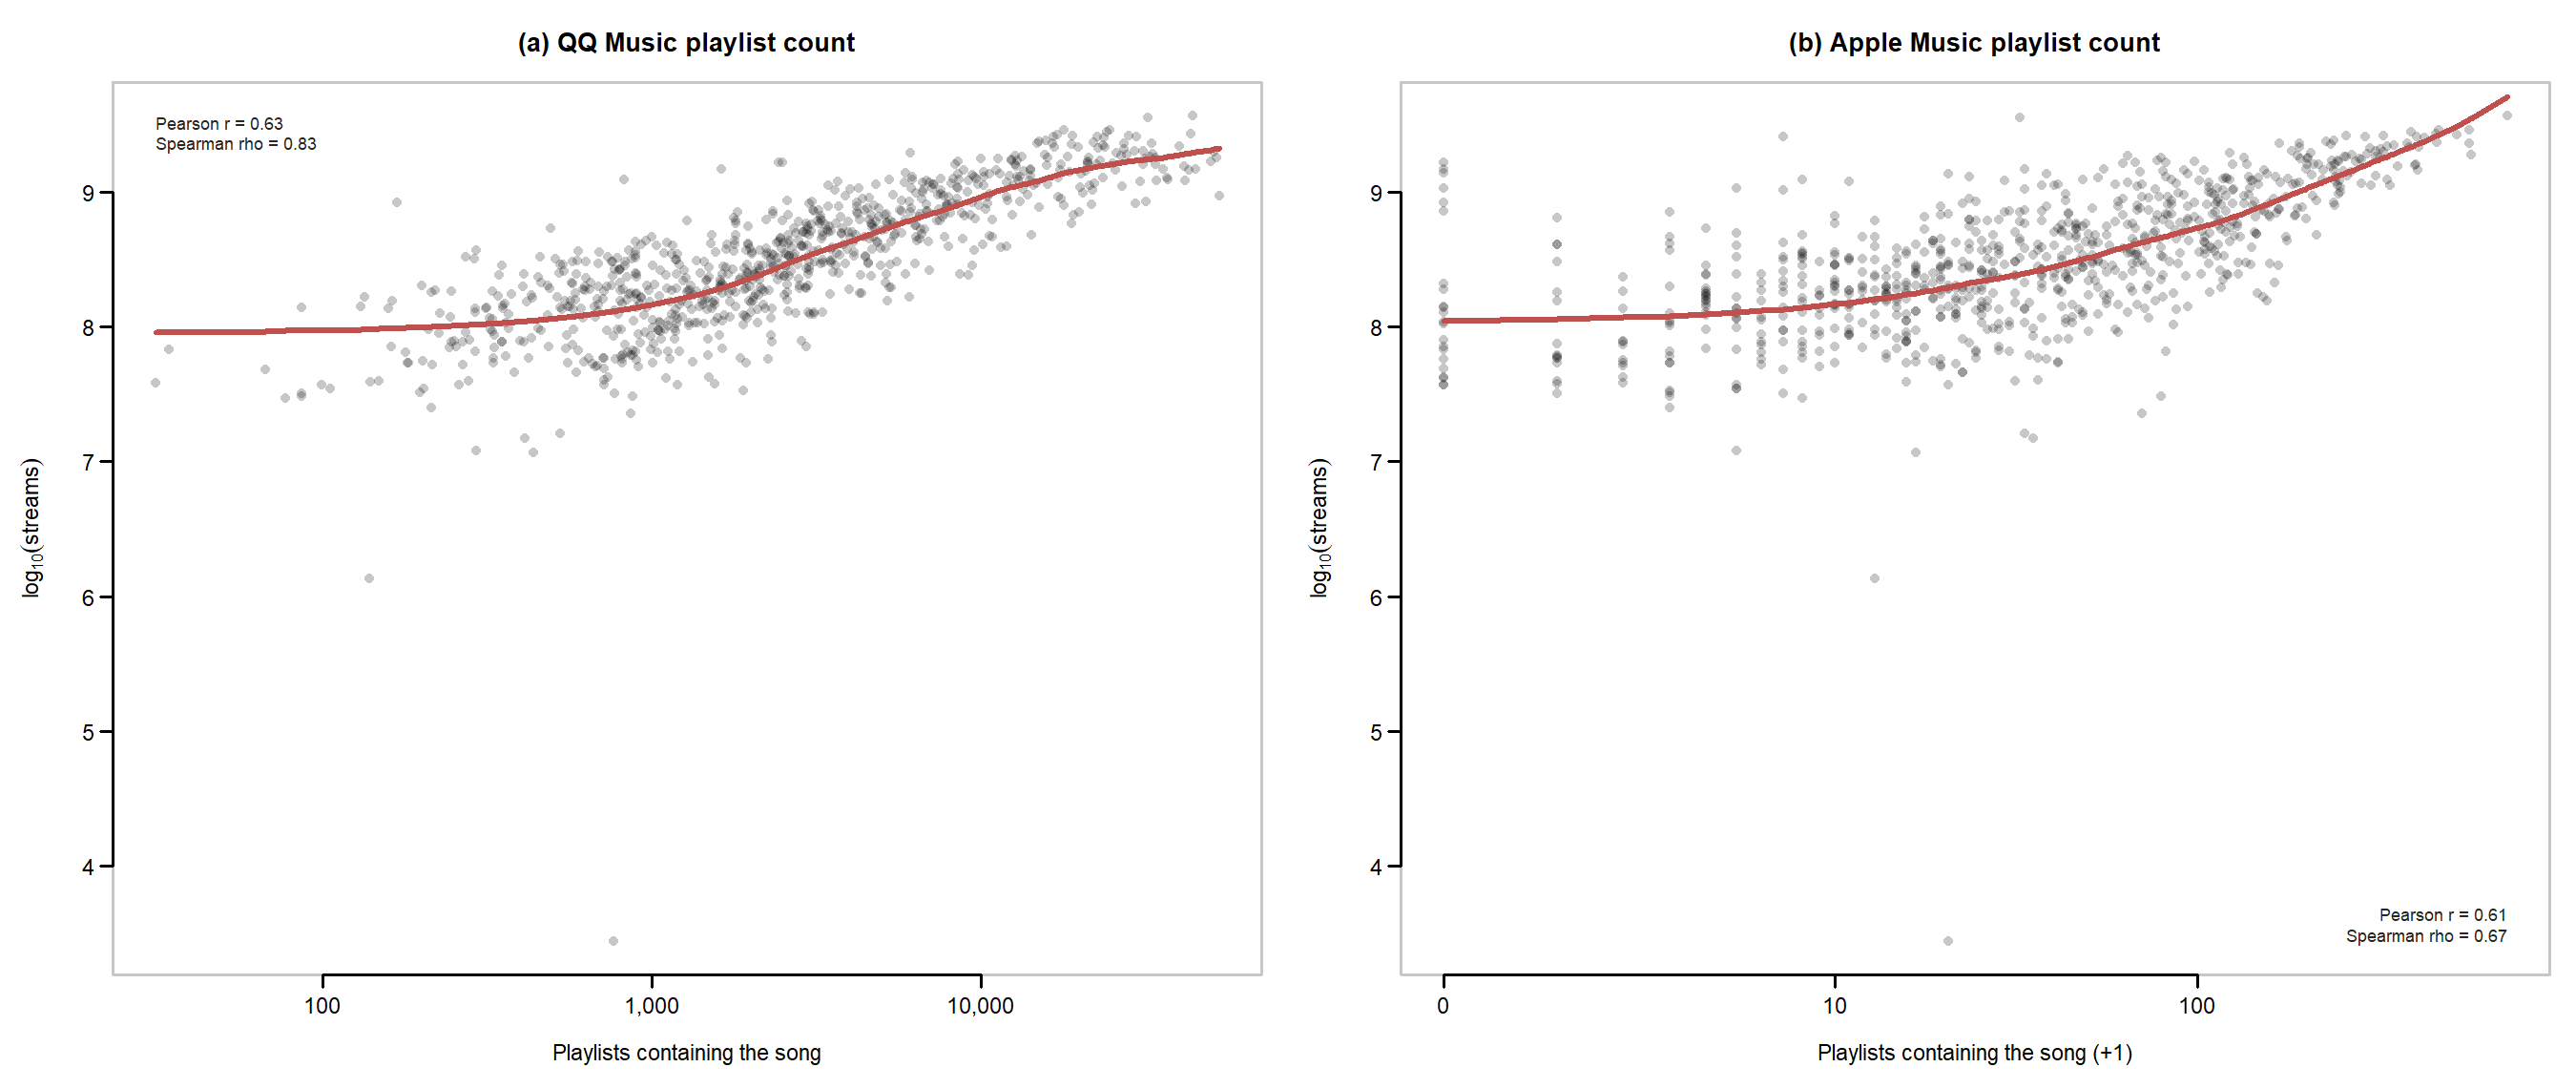 (a) QQ Music playlist count
Pearson r = 0.63
Spearman rho = 0.83
9
8
7
6
5
4
log10(streams)
100
1,000
10,000
Playlists containing the song
(b) Apple Music playlist count
9
8
7
6
5
4
log10(streams)
Pearson r = 0.61
Spearman rho = 0.67
0
10
100
Playlists containing the song (+1)